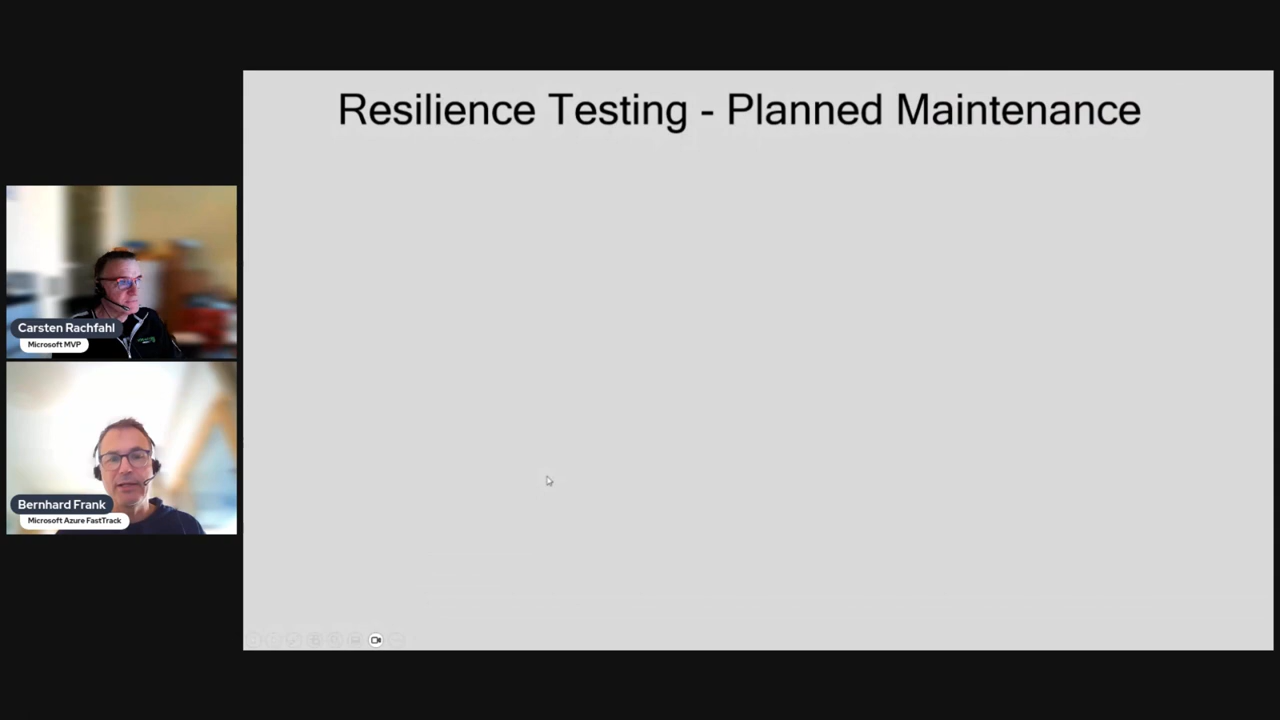 Resilience Testing - Planned Maintenance
Carsten Rachfahl
Microsoft MVP
Bernhard Frank
Microsoft Azure FastTrack